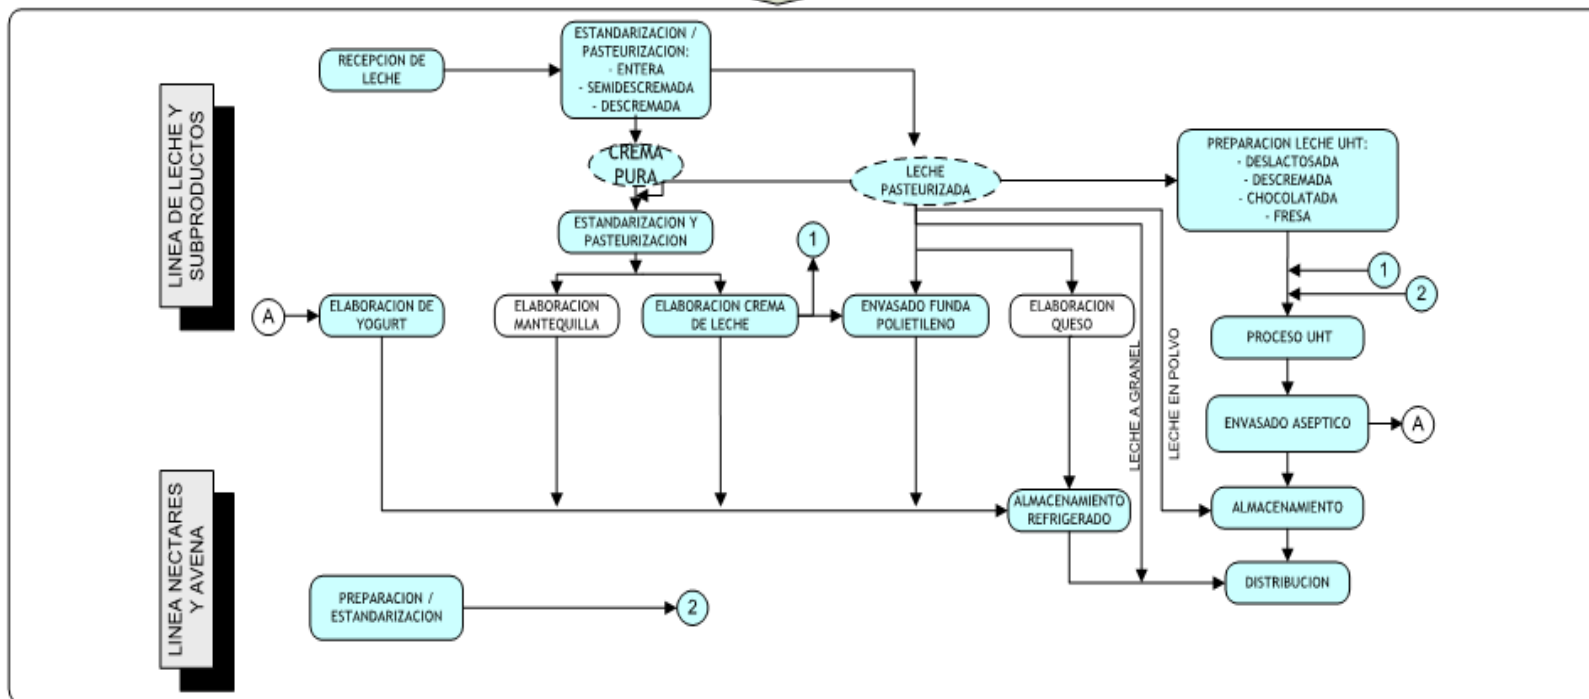 LINEA DE LECHE Y
SUBPRODUCTOS
RECEPCION DE
LECHE
ESTANDARIZACION /
PASTEURIZACION:
- ENTERA
- SEMIDESCREMADA
- DESCREMADA
CREMA
PURA
LECHE
PASTEURIZADA
PREPARACION LECHE UHT:
- DESLACTOSADA
- DESCREMADA
- CHOCOLATADA
- FRESA
ESTANDARIZACION Y
PASTEURIZACION
1
1
2
A
ELABORACION DE
YOGURT
ELABORACION
MANTEQUILLA
ELABORACION CREMA
DE LECHE
ENVASADO FUNDA
POLIETILENO
ELABORACION
QUESO
LECHE A GRANEL
LECHE EN POLVO
PROCESO UHT
ENVASADO ASEPTICO
A
LINEA NECTARES
Y AVENA
ALMACENAMIENTO
REFRIGERADO
ALMACENAMIENTO
DISTRIBUCION
PREPARACION /
ESTANDARIZACION
2